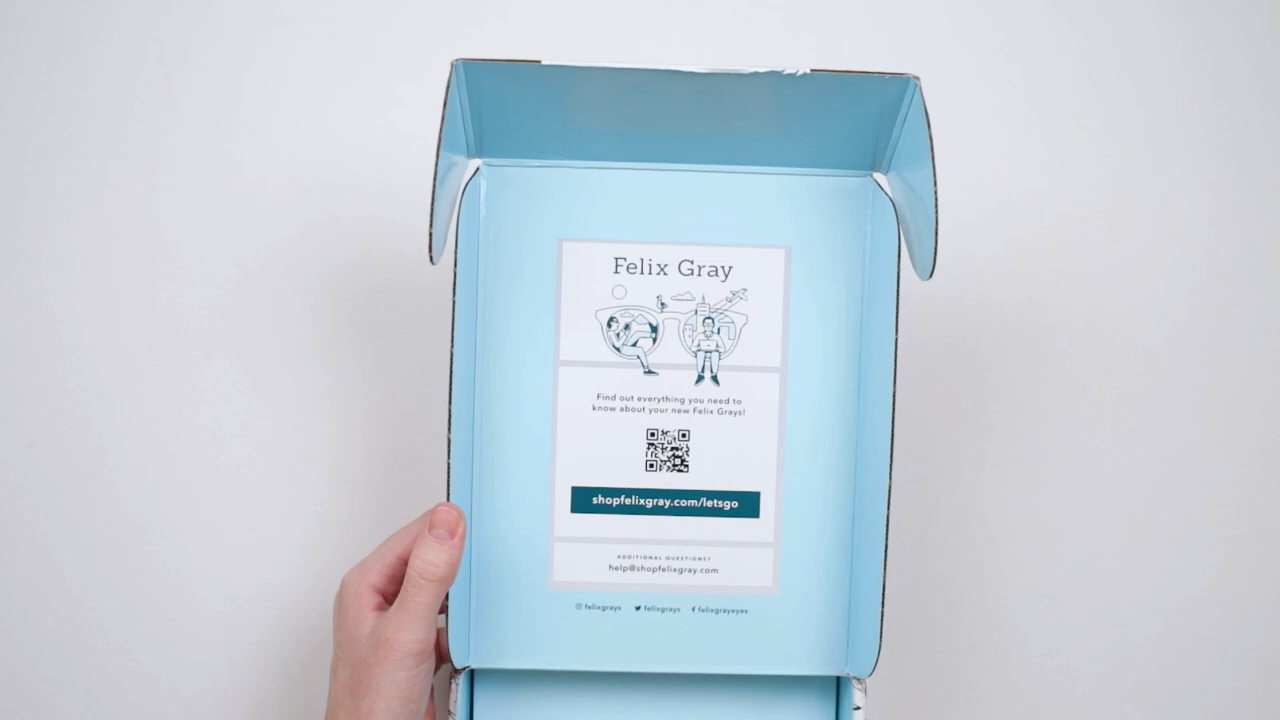 Felix Gray
Find out everything you need to
know about your new Felix Grays!
shopfelixgray.com/letsgo
ADDITIONAL QUESTIONS?
help@shopfelixgray.com
felixgrays felixgrays felixgrayeyes